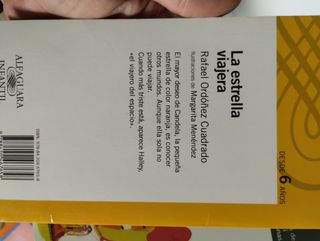 DESDE 6 AÑOS
La estrella
viajera
Rafael Ordóñez Cuadrado
Ilustraciones de Margarita Menéndez
El mayor deseo de Candela, la pequeña
estrella de color naranja, es conocer
otros mundos. Aunque ella sola no
puede viajar.
Cuando más triste está, aparece Halley,
«el viajero del espacio».
ALFAGUARA
INFANTIL